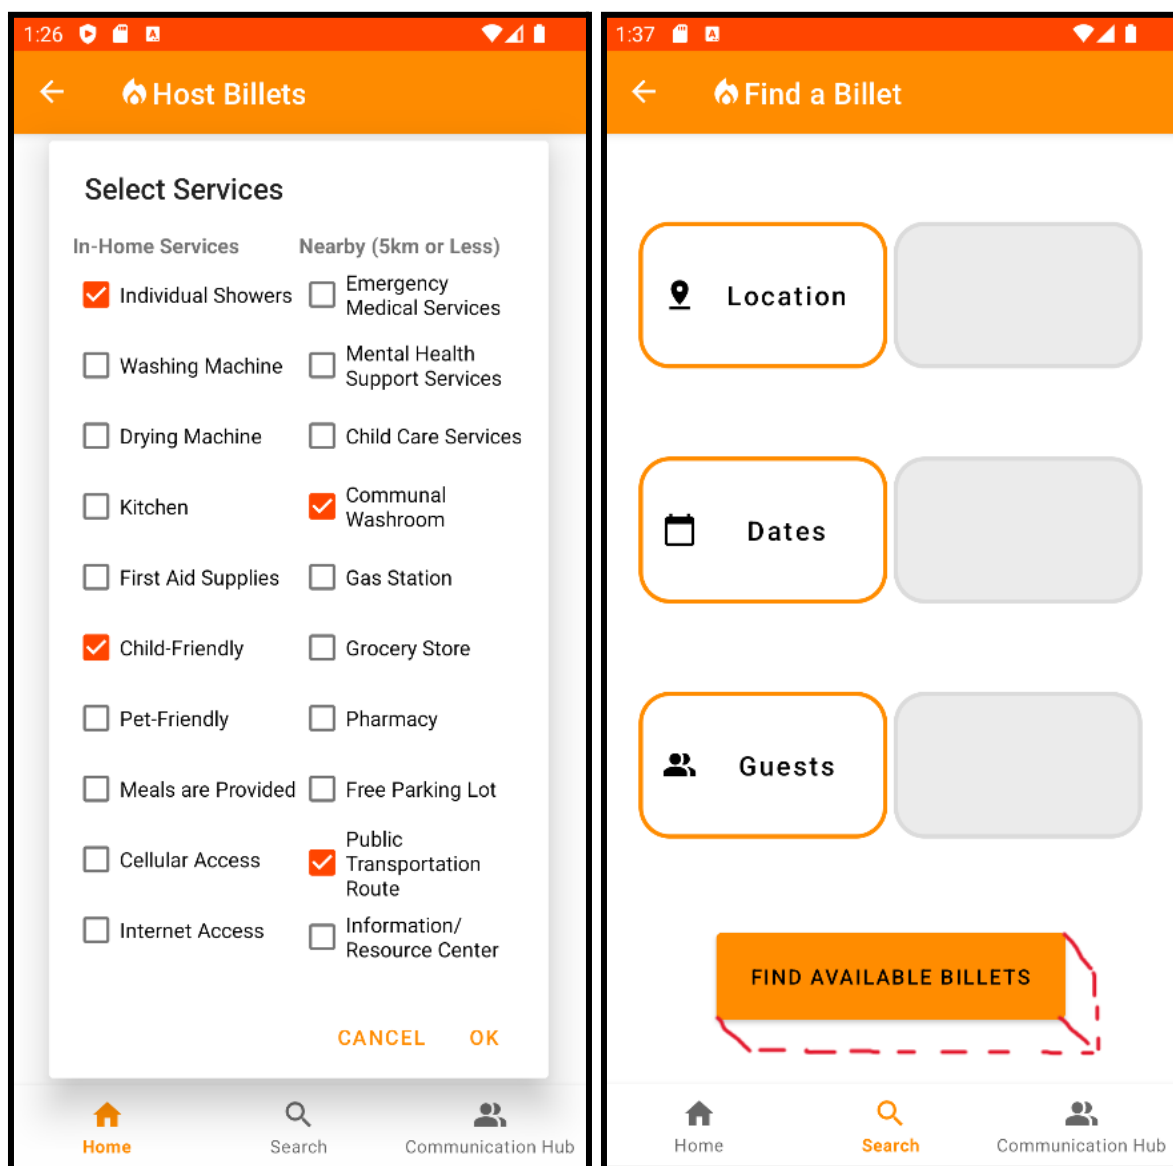 1:26
Host Billets
Select Services
In-Home Services
Nearby (5km or Less)
Individual Showers
Emergency
Medical Services
Washing Machine
Mental Health
Support Services
Drying Machine
Child Care Services
Kitchen
Communal
Washroom
First Aid Supplies
Gas Station
Child-Friendly
Grocery Store
Pet-Friendly
Pharmacy
Meals are Provided
Free Parking Lot
Cellular Access
Public
Transportation
Route
Internet Access
Information/
Resource Center
CANCEL
OK
Home
Search
Communication Hub
1:37
Find a Billet
Location
Dates
Guests
FIND AVAILABLE BILLETS
Home
Search
Communication Hub